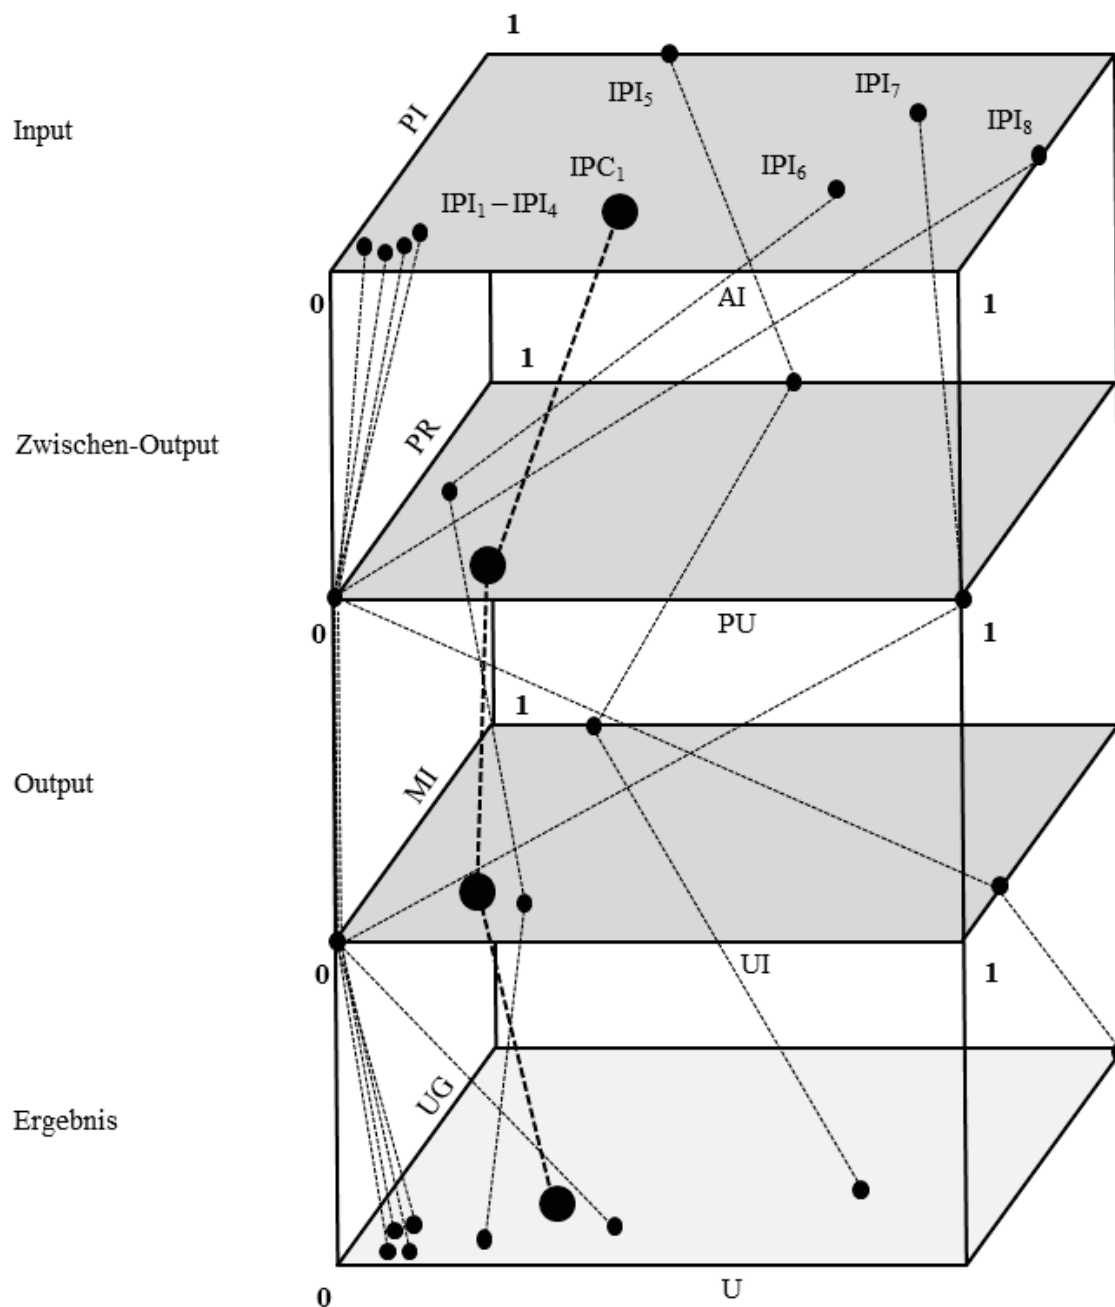 1
IPI₅
IPI₇
IPI₈
PI
Input
IPC₁
IPI₆
IPI₁ – IPI₄
0
AI
1
1
PR
Zwischen-Output
0
PU
1
1
MI
Output
0
UI
1
UG
Ergebnis
0
U